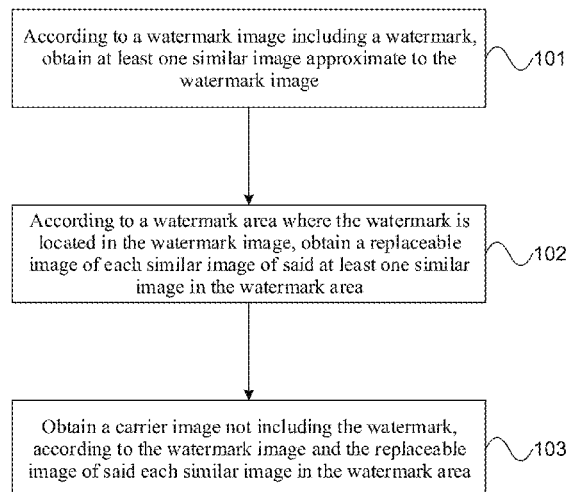 According to a watermark image including a watermark,
obtain at least one similar image approximate to the
watermark image
101
According to a watermark area where the watermark is
located in the watermark image, obtain a replaceable
image of each similar image of said at least one similar
image in the watermark area
102
Obtain a carrier image not including the watermark,
according to the watermark image and the replaceable
image of said each similar image in the watermark area
103